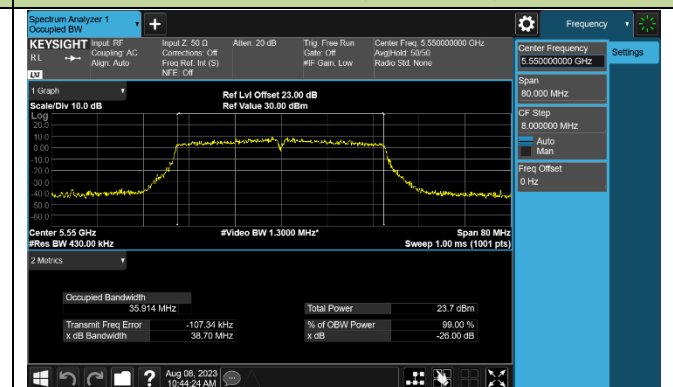 Spectrum Analyzer 1
Occupied BW
+
Frequency
KEYSIGHT
Input: RF
Coupling: AC
Align: Auto
Input Z: 50 Ω
Corrections: Off
Freq Ref: Int (S)
NFE: Off
Atten: 20 dB
Trig: Free Run
Gate: Off
#IF Gain: Low
Center Freq: 5.550000000 GHz
Avg|Hold: 50/50
Radio Std: None
RL
LXI
Center Frequency
5.550000000 GHz
Settings
Span
80.000 MHz
CF Step
8.000000 MHz
Auto
Man
Freq Offset
0 Hz
1 Graph
Scale/Div 10.0 dB
Ref Lvl Offset 23.00 dB
Ref Value 30.00 dBm
Log
20.0
10.0
0.00
-10.0
-20.0
-30.0
-40.0
-50.0
-60.0
Center 5.55 GHz
#Res BW 430.00 kHz
#Video BW 1.3000 MHz*
Span 80 MHz
Sweep 1.00 ms (1001 pts)
2 Metrics
Occupied Bandwidth
35.914 MHz
Total Power 23.7 dBm
Transmit Freq Error -107.34 kHz
% of OBW Power 99.00 %
x dB Bandwidth 38.70 MHz
x dB -26.00 dB
?
Aug 08, 2023
10:44:24 AM